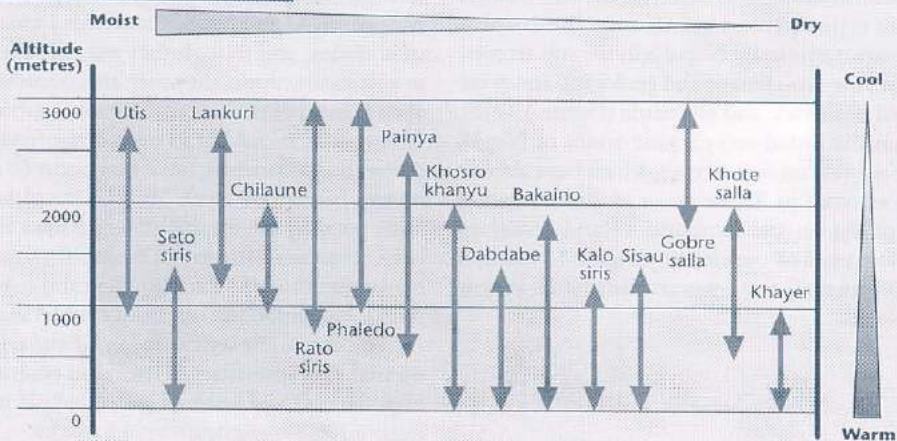 Moist
Dry
Altitude
(metres)
Cool
3000
Utis
Lankuri
Painya
Chilaune
Khosro
khanyu
Bakaino
Khote
salla
2000
Seto
siris
Dabdabe
Kalo
siris
Sisau
Gobre
salla
Khayer
1000
Rato
siris
Phaledo
0
Warm